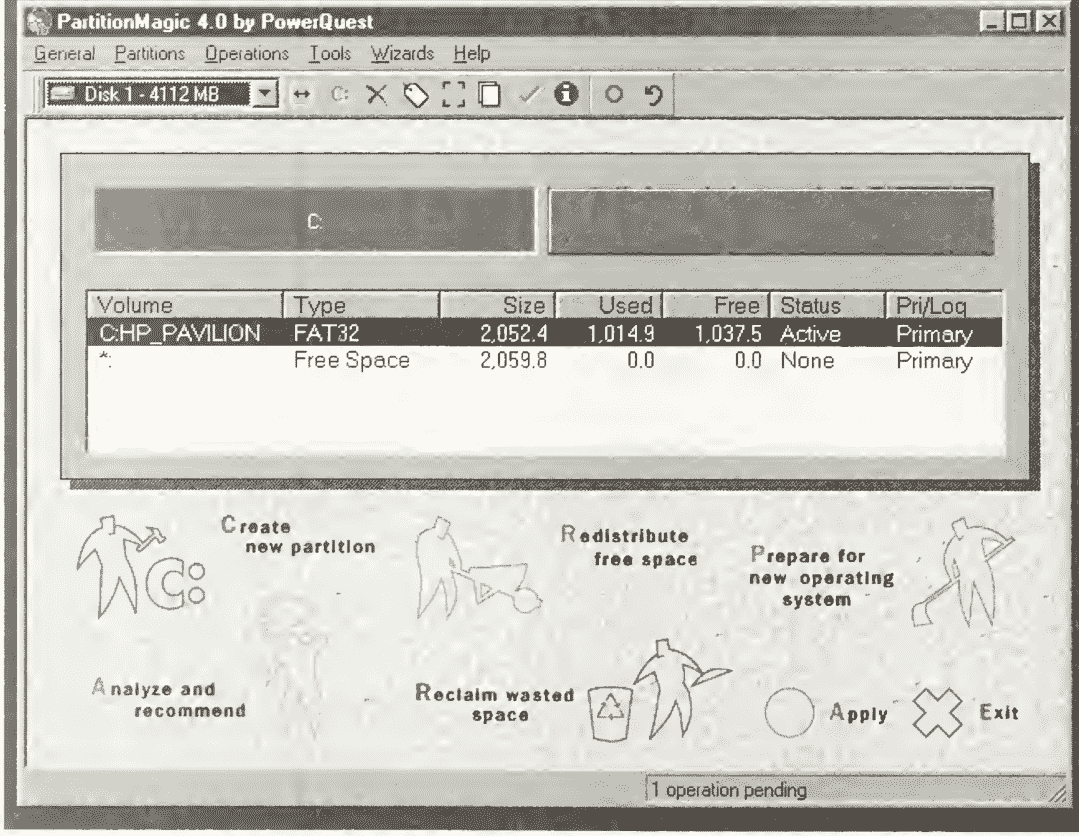 PartitionMagic 4.0 by PowerQuest
General Partitions Operations Tools Wizards Help
Disk 1 - 4112 MB C:
C:
Volume Type Size Used Free Status Pri/Log
C:HP_PAVILION FAT32 2,052.4 1,014.9 1,037.5 Active Primary
*: Free Space 2,059.8 0.0 0.0 None Primary
C:
Create
new partition
Redistribute
free space
Prepare for
new operating
system
Analyze and
recommend
Reclaim wasted
space
Apply
Exit
1 operation pending